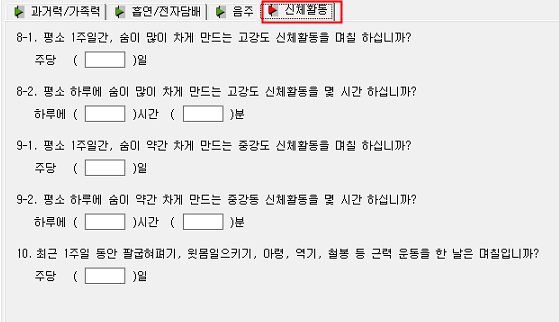 과거력/가족력 흡연/전자담배 음주 신체활동
8-1. 평소 1주일간, 숨이 많이 차게 만드는 고강도 신체활동을 며칠 하십니까?
주당 ( )일
8-2. 평소 하루에 숨이 많이 차게 만드는 고강도 신체활동을 몇 시간 하십니까?
하루에 ( )시간 ( )분
9-1. 평소 1주일간, 숨이 약간 차게 만드는 중강도 신체활동을 며칠 하십니까?
주당 ( )일
9-2. 평소 하루에 숨이 약간 차게 만드는 중강동 신체활동을 몇 시간 하십니까?
하루에 ( )시간 ( )분
10. 최근 1주일 동안 팔굽혀펴기, 윗몸일으키기, 아령, 역기, 철봉 등 근력 운동을 한 날은 며칠입니까?
주당 ( )일